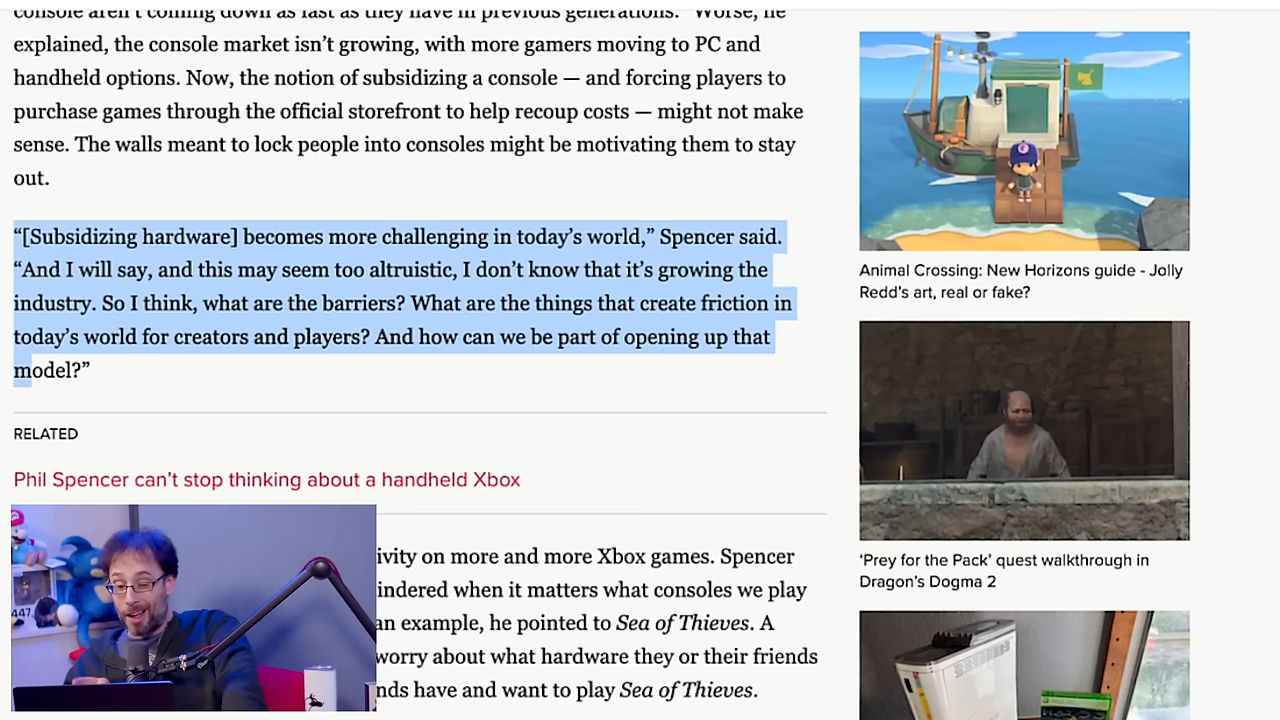 console aren't coming down as fast as they have in previous generations." Worse, he
explained, the console market isn't growing, with more gamers moving to PC and
handheld options. Now, the notion of subsidizing a console — and forcing players to
purchase games through the official storefront to help recoup costs — might not make
sense. The walls meant to lock people into consoles might be motivating them to stay
out.
“[Subsidizing hardware] becomes more challenging in today’s world,” Spencer said.
“And I will say, and this may seem too altruistic, I don’t know that it’s growing the
industry. So I think, what are the barriers? What are the things that create friction in
today’s world for creators and players? And how can we be part of opening up that
model?”
RELATED
Phil Spencer can’t stop thinking about a handheld Xbox
ivity on more and more Xbox games. Spencer
indered when it matters what consoles we play
an example, he pointed to Sea of Thieves. A
worry about what hardware they or their friends
nds have and want to play Sea of Thieves.
447
Animal Crossing: New Horizons guide - Jolly
Redd's art, real or fake?
‘Prey for the Pack’ quest walkthrough in
Dragon’s Dogma 2